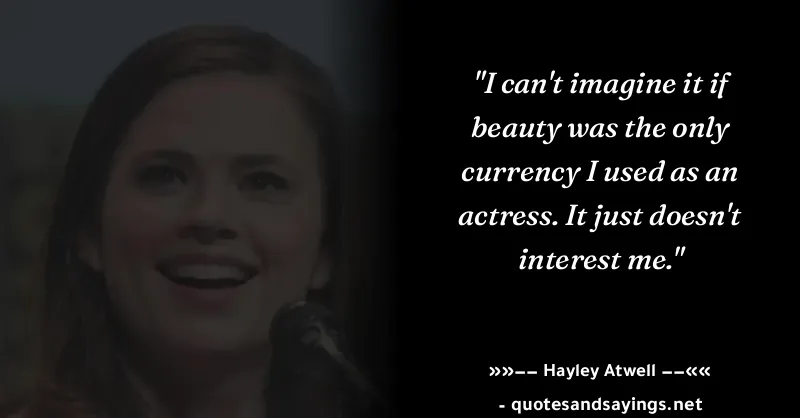 "I can't imagine it if
beauty was the only
currency I used as an
actress. It just doesn't
interest me."
»»−− Hayley Atwell −−««
- quotesandsayings.net